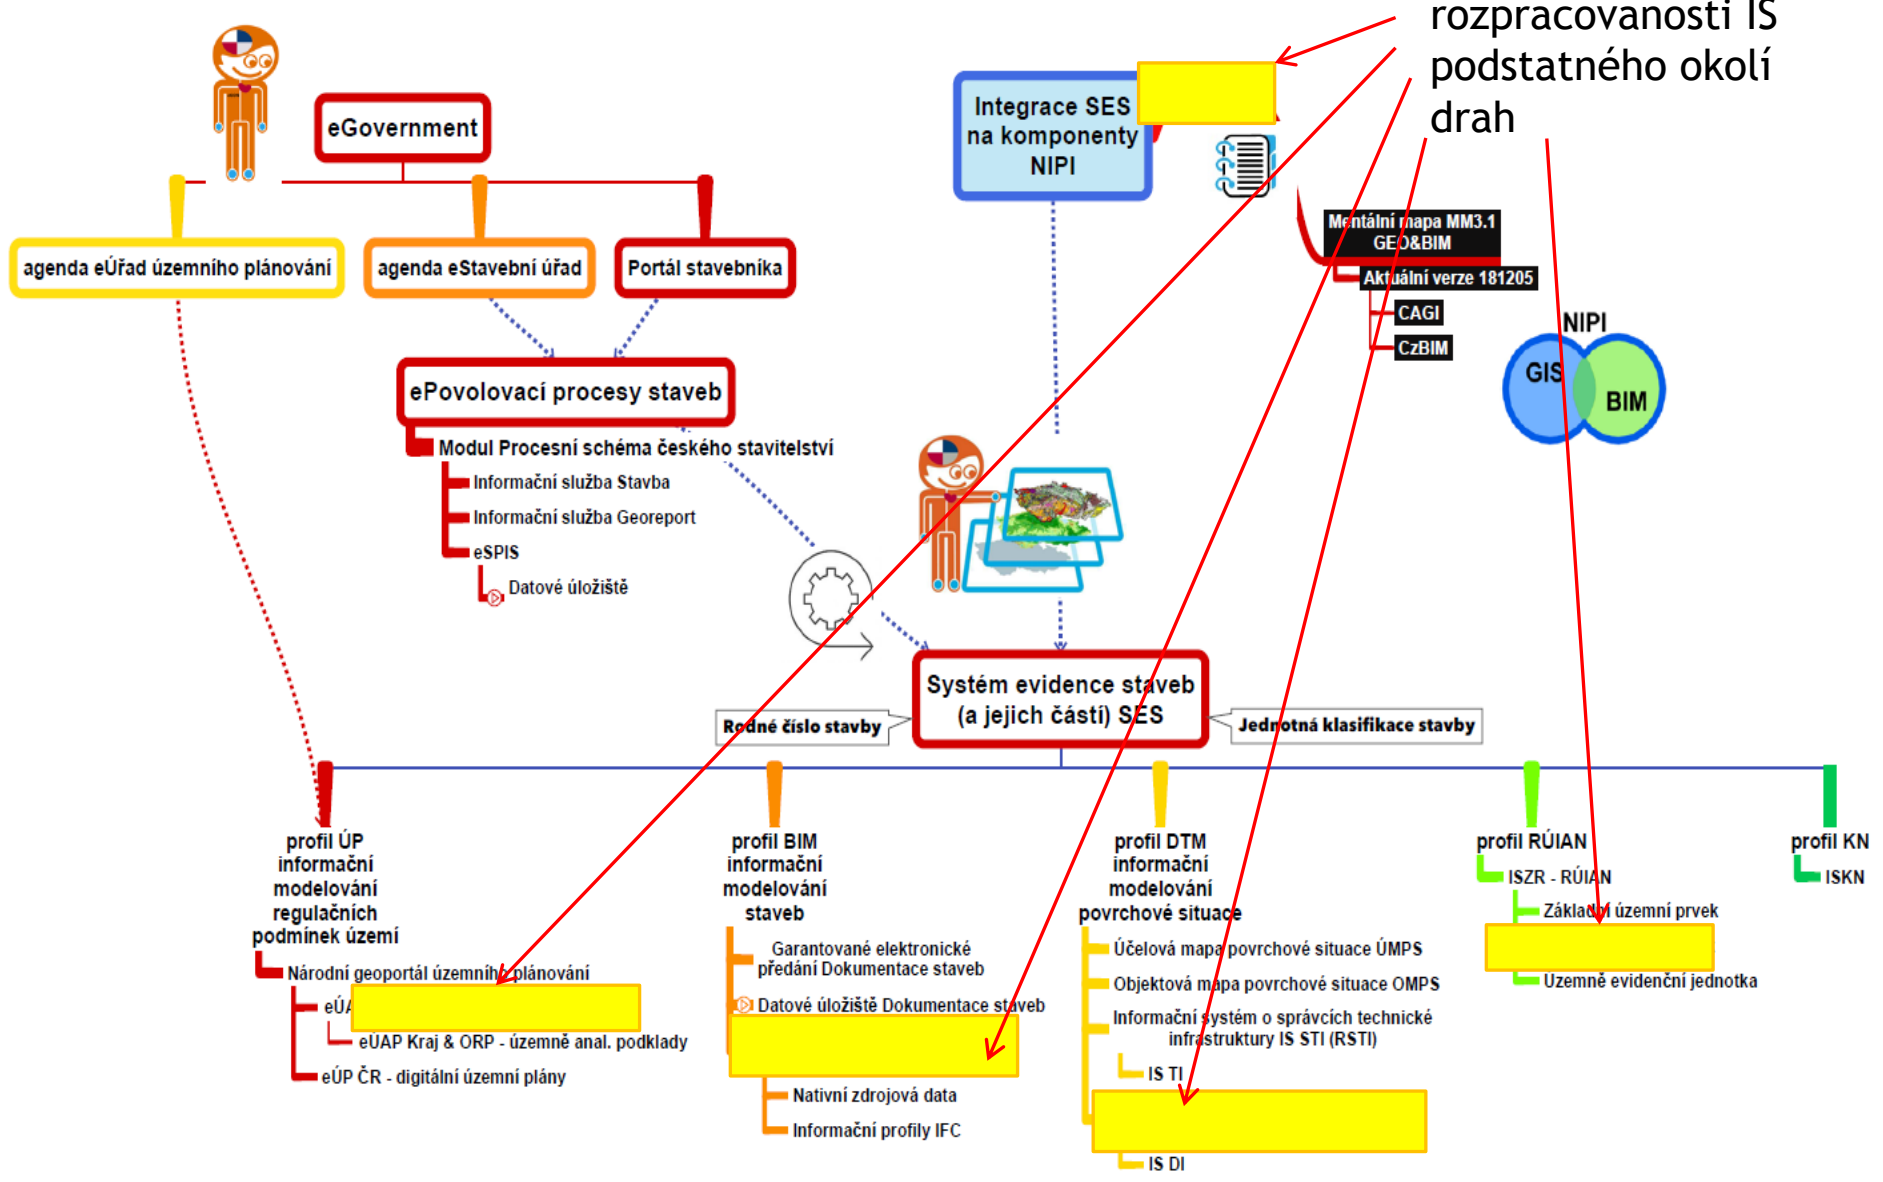 rozpracovanosti IS
podstatného okolí
drah
eGovernment
Integrace SES
na komponenty
NIPI
agenda eÚřad územního plánování
agenda eStavební úřad
Portál stavebníka
Mentální mapa MM3.1
GEO&BIM
Aktuální verze 181205
CAGI
CzBIM
NIPI
GIS
BIM
ePovolovací procesy staveb
Modul Procesní schéma českého stavitelství
Informační služba Stavba
Informační služba Georeport
eSPIS
Datové úložiště
Systém evidence staveb
(a jejich částí) SES
Rodné číslo stavby
Jednotná klasifikace stavby
profil ÚP
informační
modelování
regulačních
podmínek území
Národní geoportál územního plánování
eÚA
eÚAP Kraj & ORP - územně anal. podklady
eÚP ČR - digitální územní plány
profil BIM
informační
modelování
staveb
Garantované elektronické
předání Dokumentace staveb
Datové úložiště Dokumentace staveb
Nativní zdrojová data
Informační profily IFC
profil DTM
informační
modelování
povrchové situace
Účelová mapa povrchové situace ÚMPS
Objektová mapa povrchové situace OMPS
Informační systém o správcích technické
infrastruktury IS STI (RSTI)
IS TI
IS DI
profil RÚIAN
ISZR - RÚIAN
Základní územní prvek
Územně evidenční jednotka
profil KN
ISKN